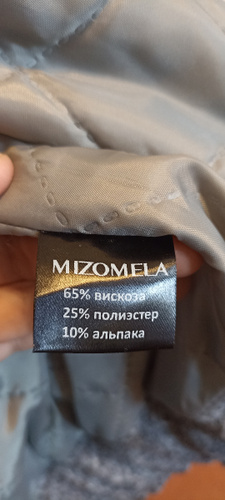 MIZOMELA
65% вискоза
25% полиэстер
10% альпака